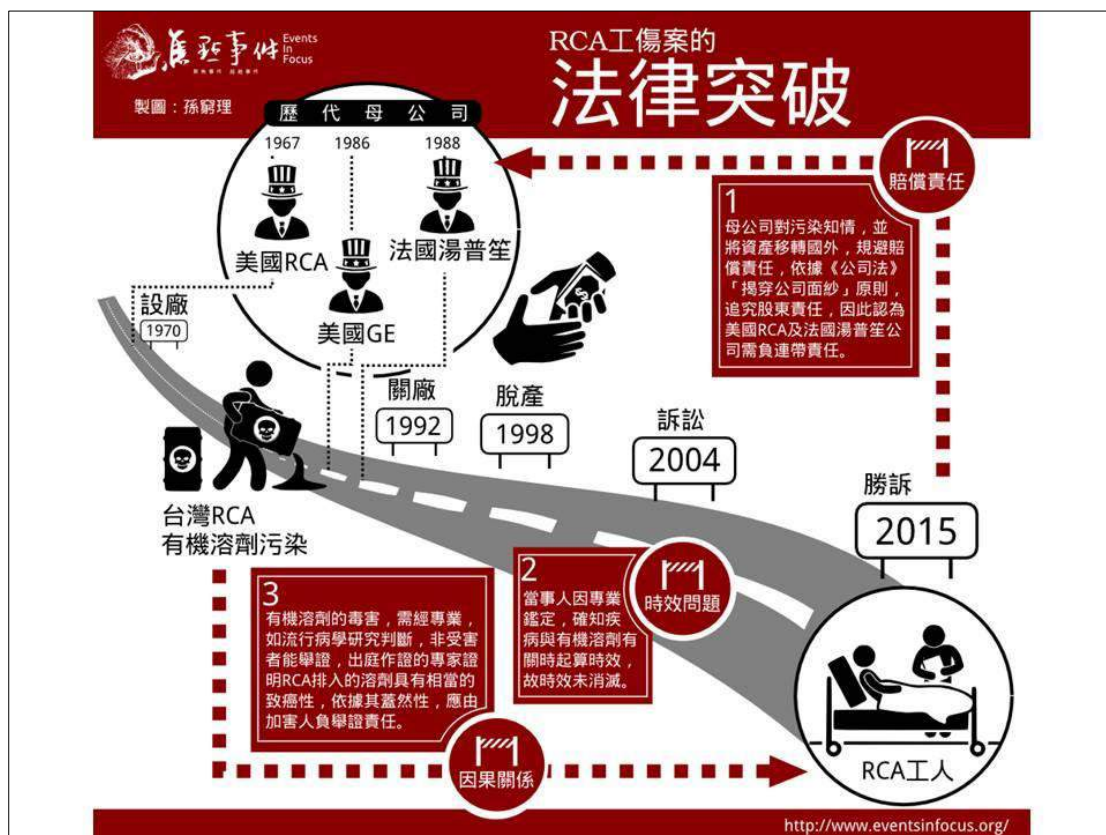 焦點事件
Events
In
Focus
製圖：孫窮理
RCA工傷案的
法律突破
歷代母公司
1967
1986
1988
美國RCA
法國湯普笙
美國GE
賠償責任
1
母公司對污染知情，並
將資產移轉國外，規避賠
償責任，依據《公司法》
「揭穿公司面紗」原則，
追究股東責任，因此認為
美國RCA及法國湯普笙公
司需負連帶責任。
設廠
1970
關廠
1992
脫產
1998
訴訟
2004
勝訴
2015
台灣RCA
有機溶劑污染
3
有機溶劑的毒害，需經專業，
如流行病學研究判斷，非受害
者能舉證，出庭作證的專家證
明RCA排入的溶劑具有相當的
致癌性，依據其蓋然性，應由
加害人負舉證責任。
2
當事人因專業
鑑定，確知疾
病與有機溶劑有
關時起算時效，
故時效未消滅。
時效問題
因果關係
RCA工人
http://www.eventsinfocus.org/